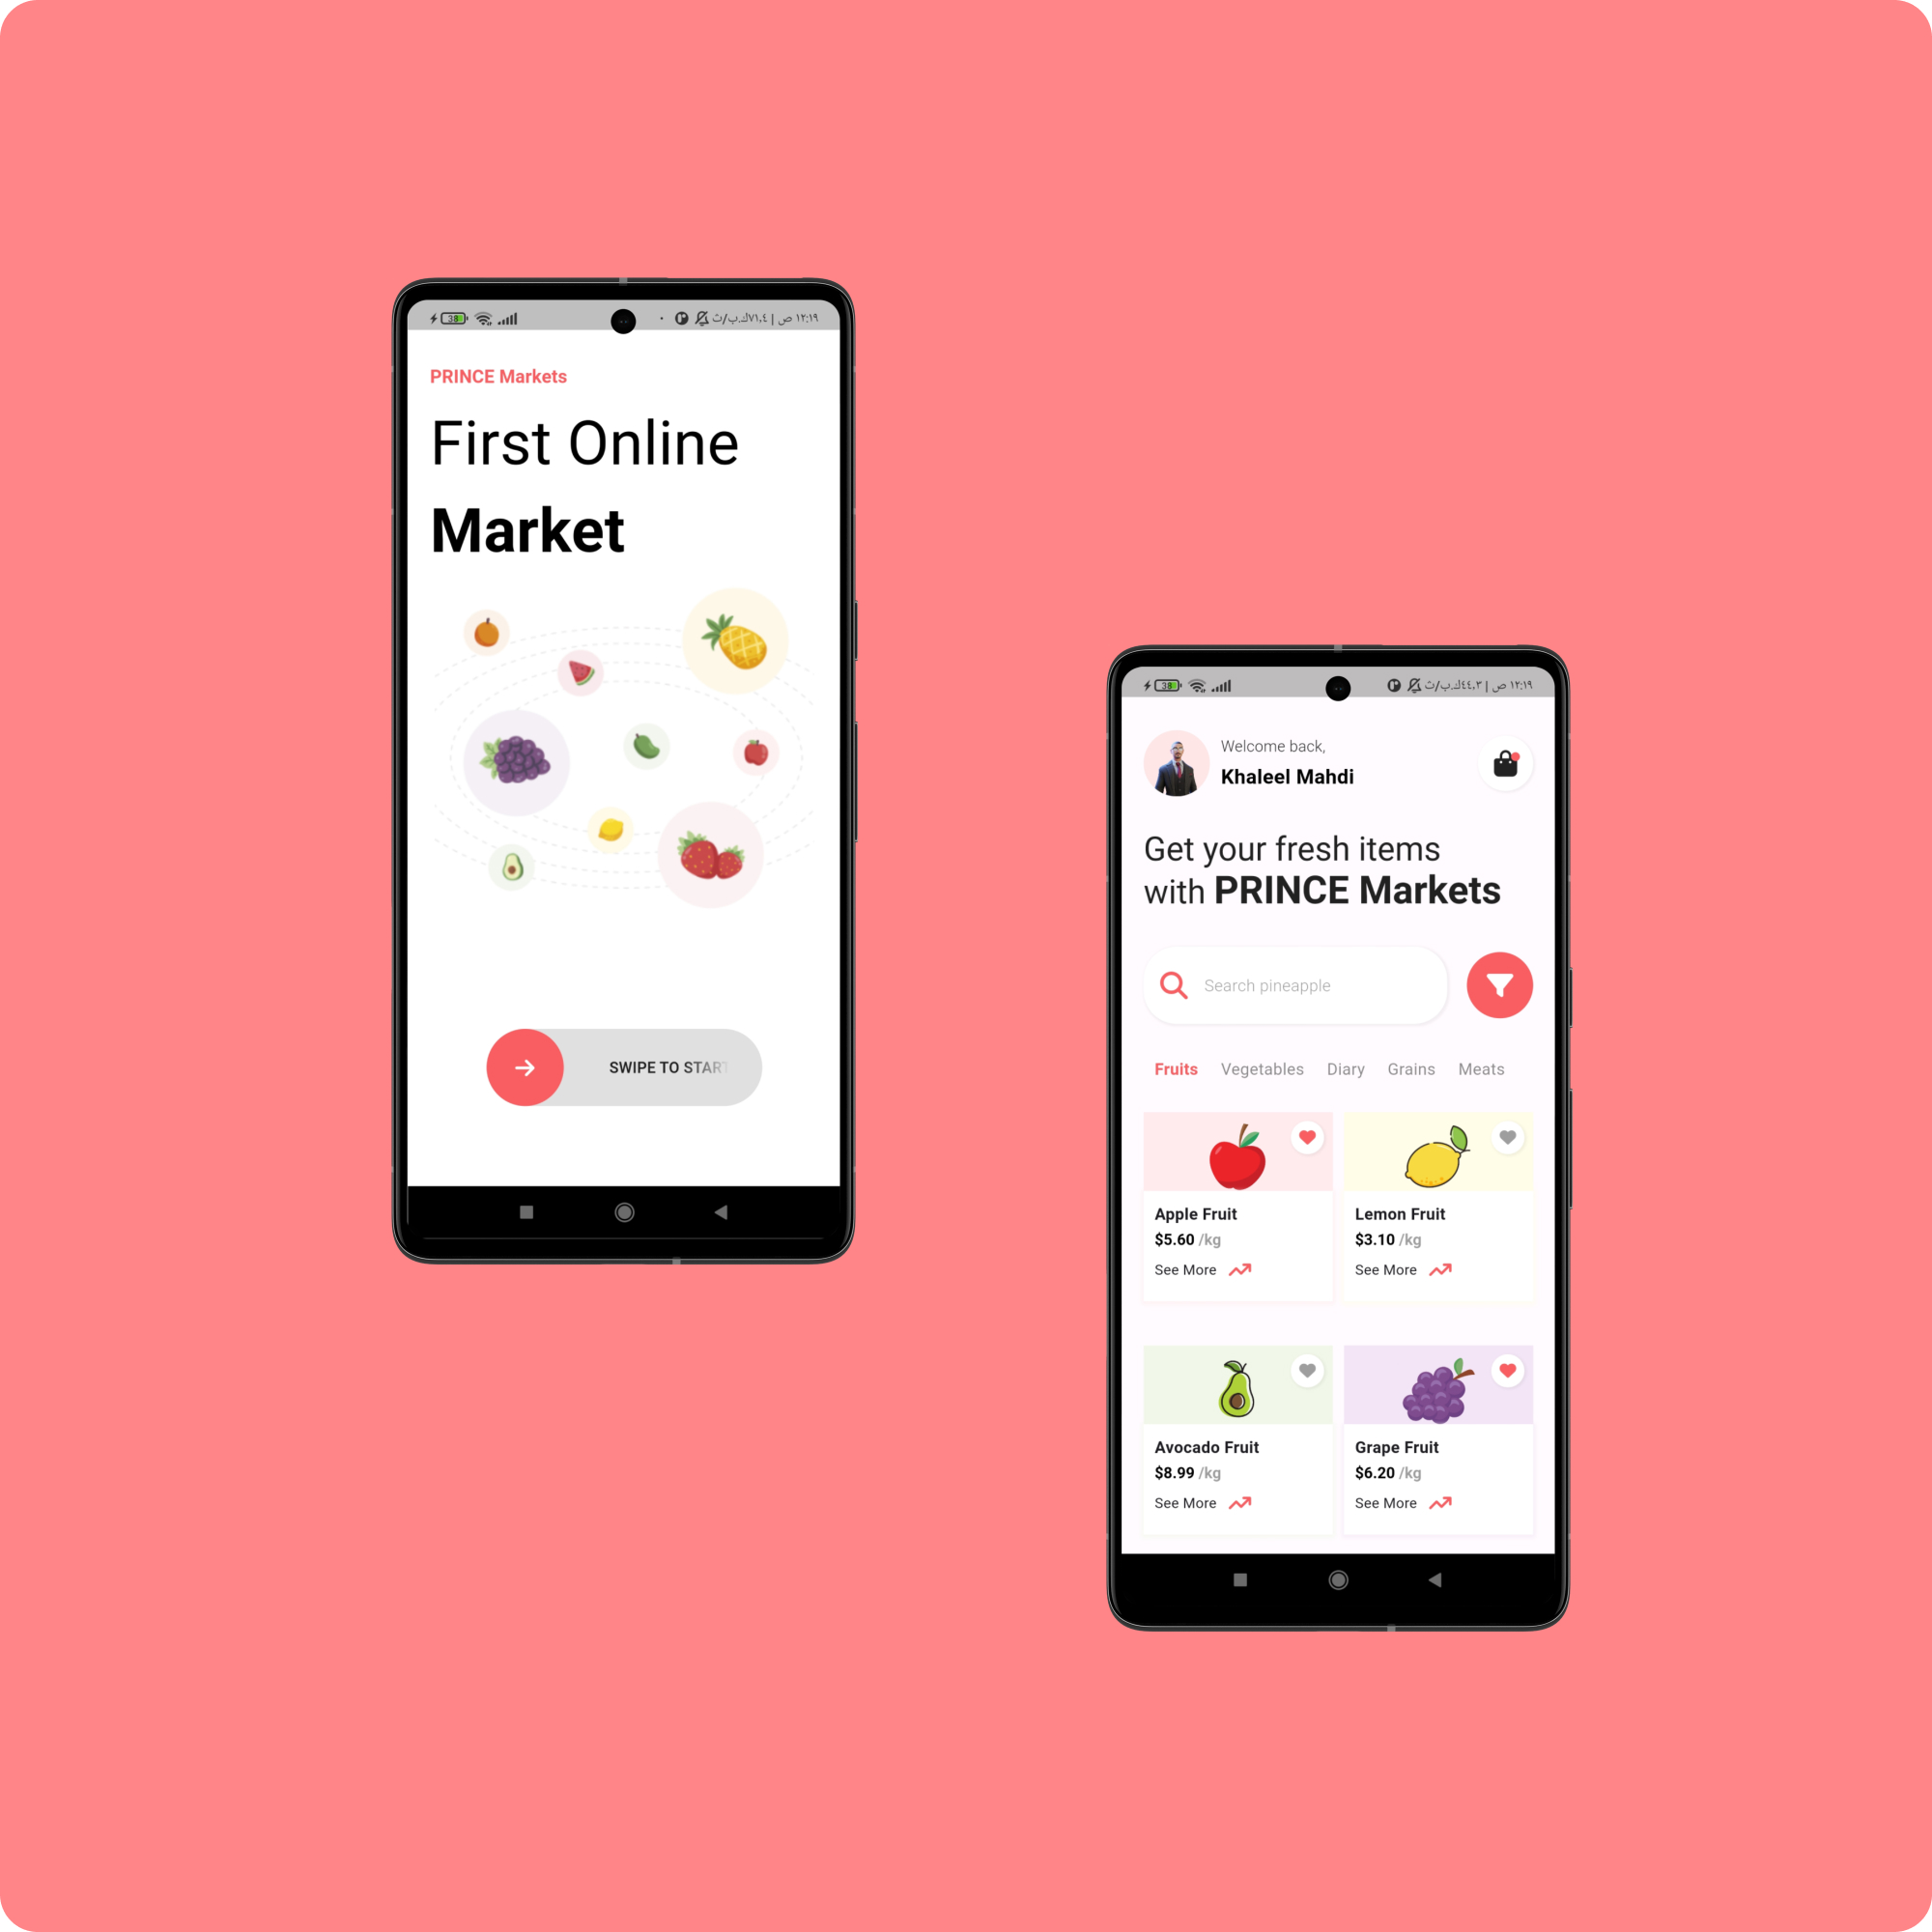 38
١٢:١٩ ص | ٧١,٤ك.ب/ث
PRINCE Markets
First Online
Market
SWIPE TO START
38
١٢:١٩ ص | ٤٤,٣ك.ب/ث
Welcome back,
Khaleel Mahdi
Get your fresh items
with PRINCE Markets
Search pineapple
Fruits Vegetables Diary Grains Meats
Apple Fruit
$5.60 /kg
See More
Lemon Fruit
$3.10 /kg
See More
Avocado Fruit
$8.99 /kg
See More
Grape Fruit
$6.20 /kg
See More